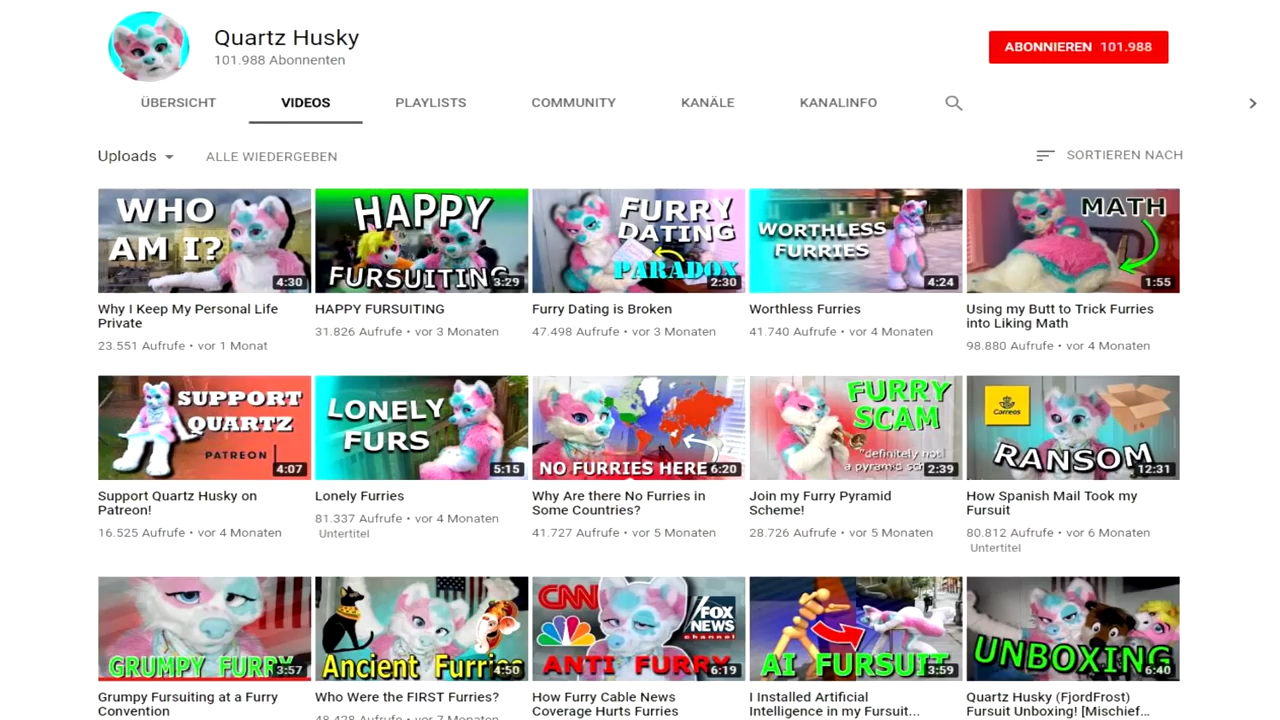 Quartz Husky
101.988 Abonnenten
ABONNIEREN 101.988
ÜBERSICHT VIDEOS PLAYLISTS COMMUNITY KANÄLE KANALINFO
Uploads ALLE WIEDERGEBEN SORTIEREN NACH
WHO
AM I?
4:30
HAPPY
FURSUITING
3:29
FURRY
DATING
PARADOX
2:30
WORTHLESS
FURRIES
4:24
MATH
1:55
Why I Keep My Personal Life
Private
23.551 Aufrufe • vor 1 Monat
HAPPY FURSUITING
31.826 Aufrufe • vor 3 Monaten
Furry Dating is Broken
47.498 Aufrufe • vor 3 Monaten
Worthless Furries
41.740 Aufrufe • vor 4 Monaten
Using my Butt to Trick Furries
into Liking Math
98.880 Aufrufe • vor 4 Monaten
SUPPORT
QUARTZ
PATREON
4:07
LONELY
FURS
5:15
NO FURRIES HERE
6:20
FURRY
SCAM
"definitely not
a pyramid
2:39
Correos
RANSOM
12:31
Support Quartz Husky on
Patreon!
16.525 Aufrufe • vor 4 Monaten
Lonely Furries
81.337 Aufrufe • vor 4 Monaten
Untertitel
Why Are there No Furries in
Some Countries?
41.727 Aufrufe • vor 5 Monaten
Join my Furry Pyramid
Scheme!
28.726 Aufrufe • vor 5 Monaten
How Spanish Mail Took my
Fursuit
80.812 Aufrufe • vor 6 Monaten
Untertitel
GRUMPY FURRY
3:57
Ancient Furries
4:50
CNN
FOX
NEWS
channel
ANTI FURRY
6:19
AI FURSUIT
3:59
UNBOXING
6:40
Grumpy Fursuiting at a Furry
Convention
Who Were the FIRST Furries?
48.428 Aufrufe • vor 7 Monaten
How Furry Cable News
Coverage Hurts Furries
I Installed Artificial
Intelligence in my Fursuit...
Quartz Husky (FjordFrost)
Fursuit Unboxing! [Mischief...